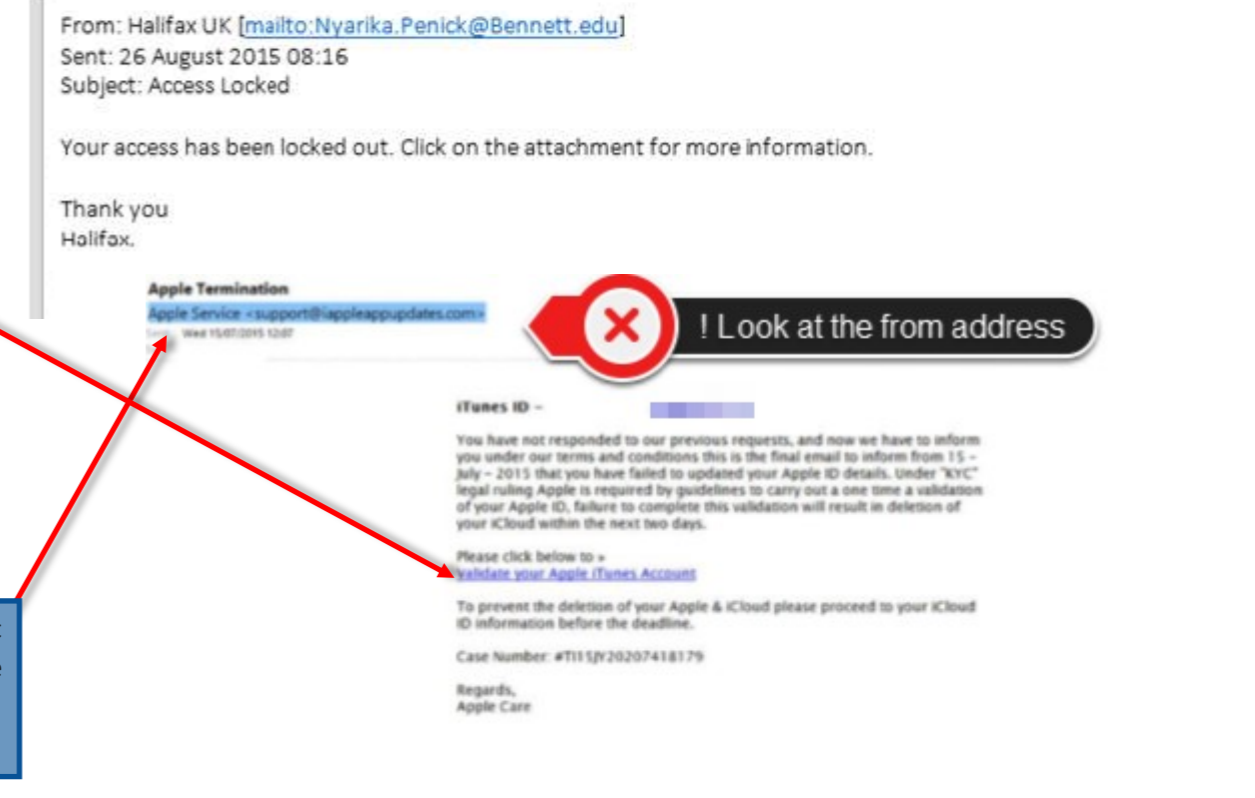 From: Halifax UK [mailto:Nyarika.Penick@Bennett.edu]
Sent: 26 August 2015 08:16
Subject: Access Locked
Your access has been locked out. Click on the attachment for more information.
Thank you
Halifax.
Apple Termination
Apple Service <support@iappleappupdates.com>
Wed 15/07/2015 12:07
! Look at the from address
iTunes ID –
You have not responded to our previous requests, and now we have to inform
you under our terms and conditions this is the final email to inform from 15 –
July – 2015 that you have failed to updated your Apple ID details. Under "KYC"
legal ruling Apple is required by guidelines to carry out a one time a validation
of your Apple ID, failure to complete this validation will result in deletion of
your iCloud within the next two days.
Please click below to »
Validate your Apple iTunes Account
To prevent the deletion of your Apple & iCloud please proceed to your iCloud
ID information before the deadline.
Case Number: #TI15JY20207418179
Regards,
Apple Care